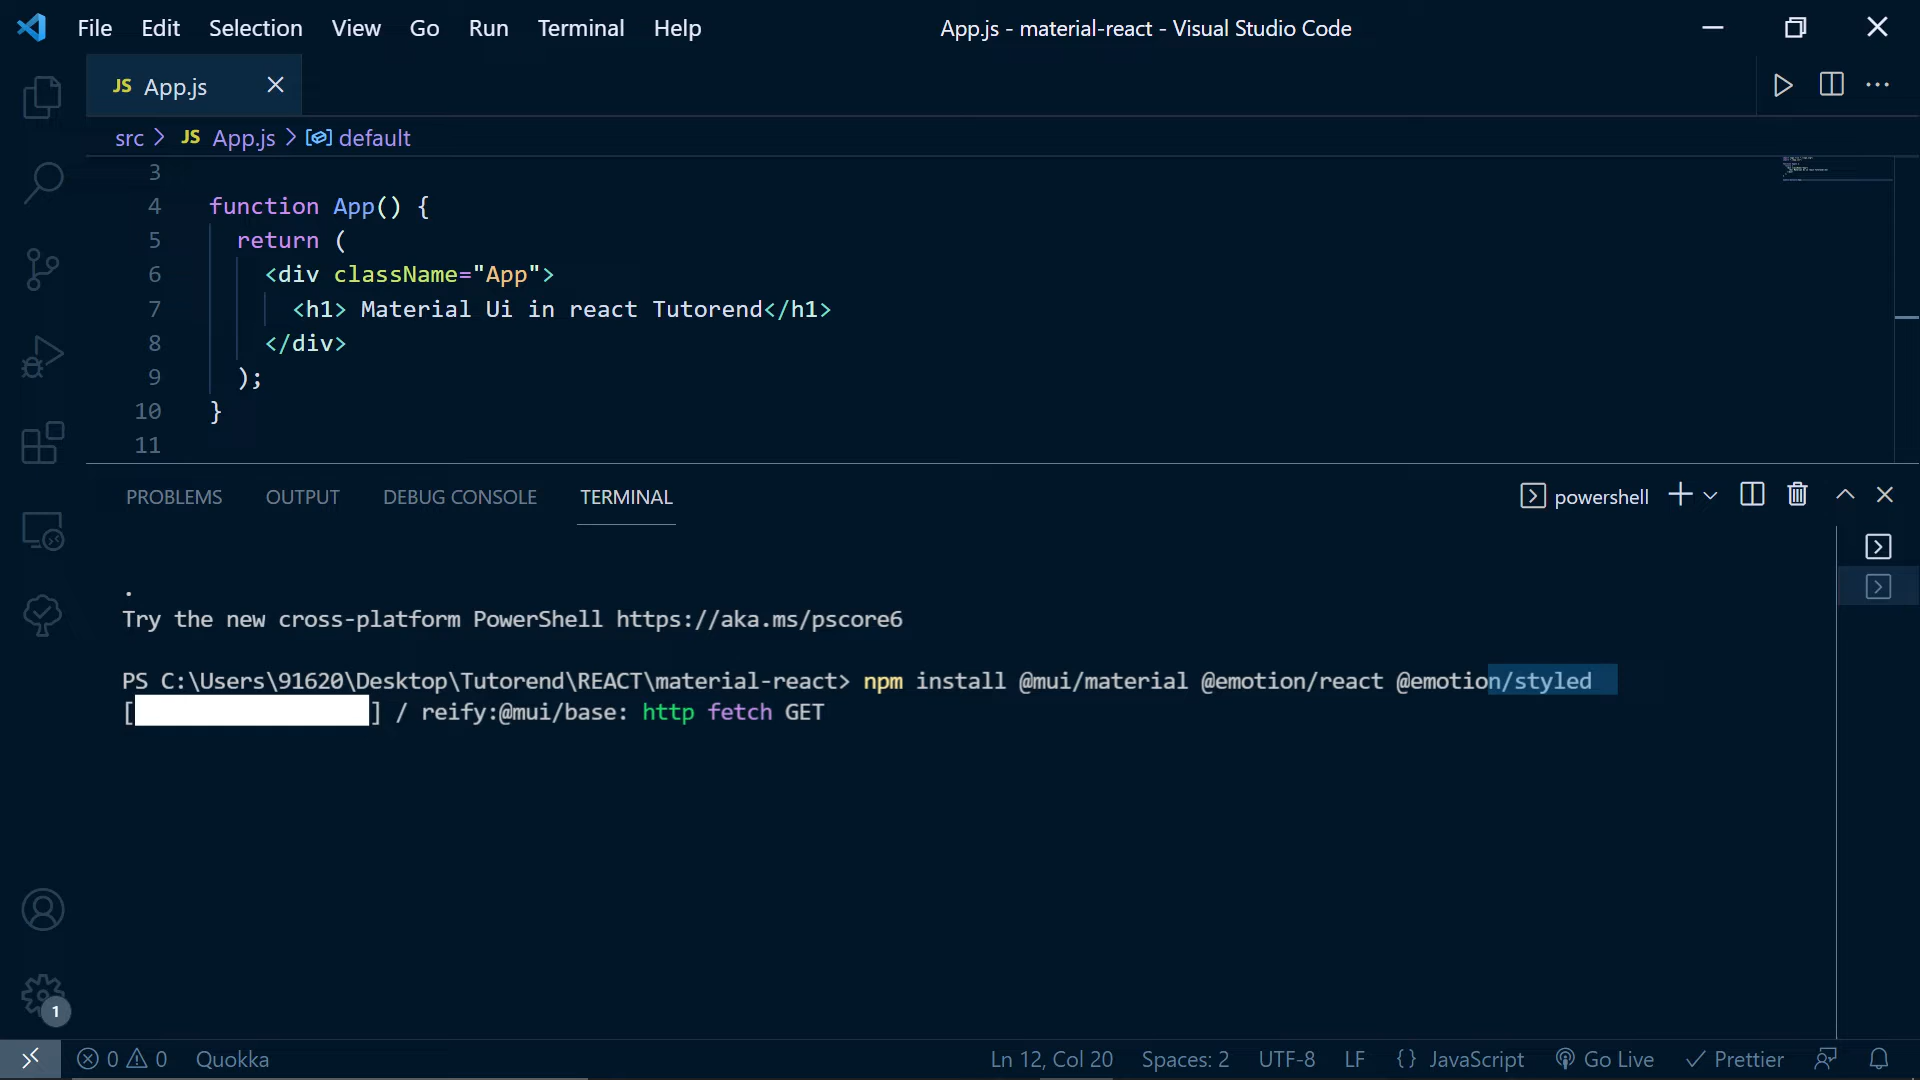 File Edit Selection View Go Run Terminal Help App.js - material-react - Visual Studio Code
JS App.js
src > JS App.js > default
3
4 function App() {
5 return (
6 <div className="App">
7 <h1> Material Ui in react Tutorend</h1>
8 </div>
9 );
10 }
11
PROBLEMS OUTPUT DEBUG CONSOLE TERMINAL powershell
.
Try the new cross-platform PowerShell https://aka.ms/pscore6
PS C:\Users\91620\Desktop\Tutorend\REACT\material-react> npm install @mui/material @emotion/react @emotion/styled
[                  ] / reify:@mui/base: http fetch GET
1
0 0 Quokka Ln 12, Col 20 Spaces: 2 UTF-8 LF {} JavaScript Go Live Prettier